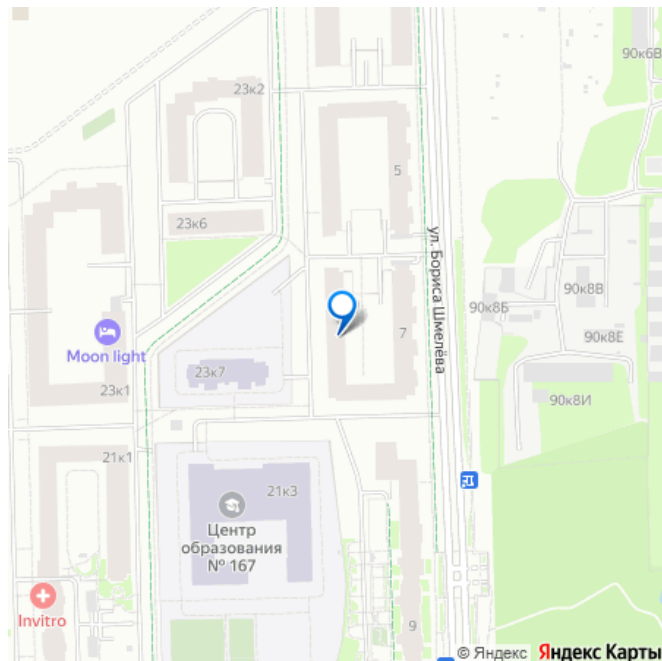 90к6В
23к2
5
23к6
ул. Бориса Шмелёва
90к8В
90к8Б
7
90к8Е
Moon light
23к7
23к1
90к8И
21к1
21к3
Центр
образования
№ 167
Invitro
9
© Яндекс Яндекс Карты